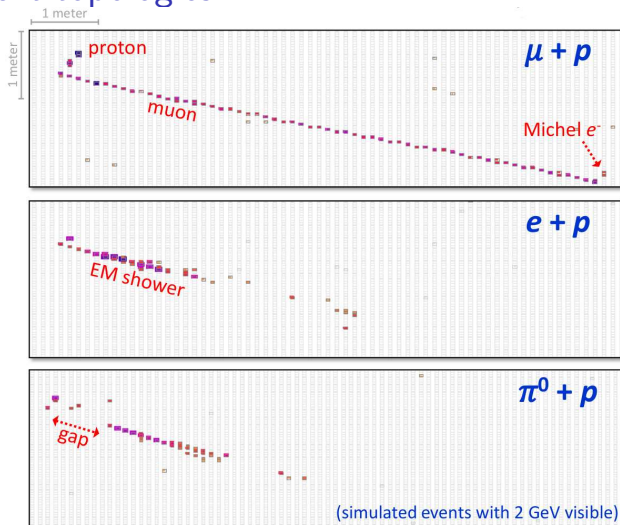 1 meter
1 meter
proton
μ + p
muon
Michel e-
e + p
EM shower
π0 + p
gap
(simulated events with 2 GeV visible)